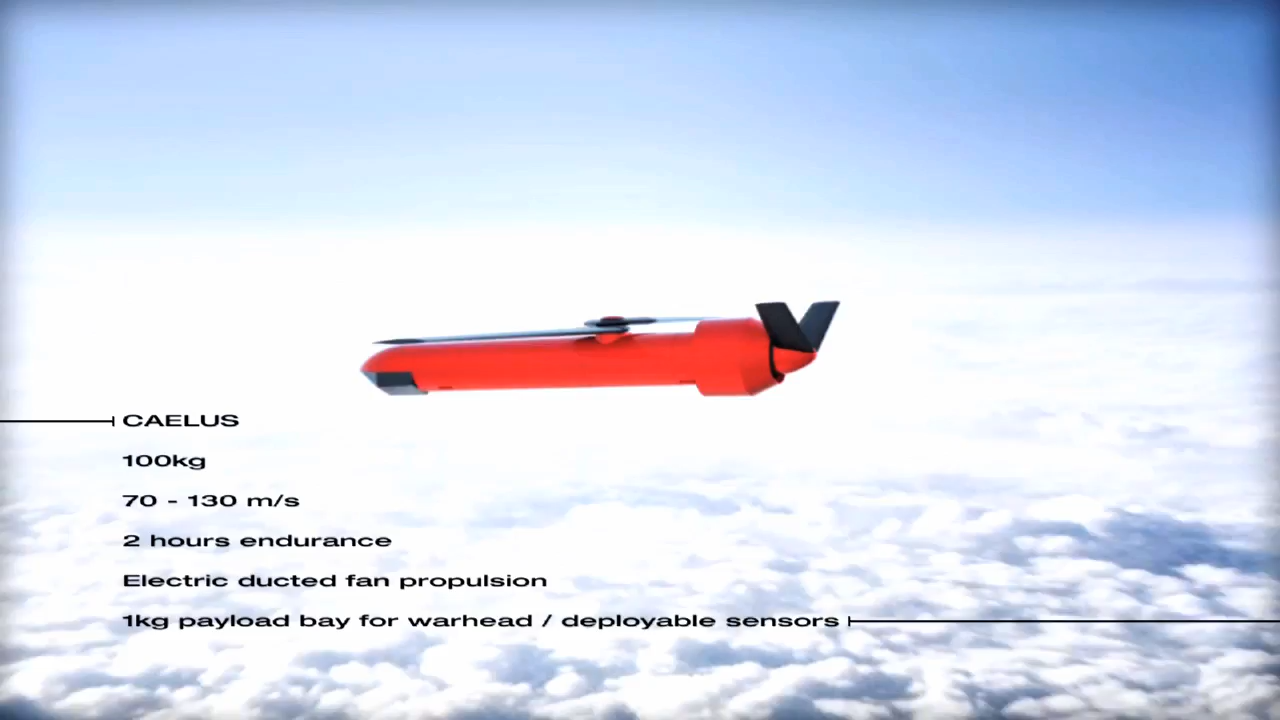 CAELUS
100kg
70 - 130 m/s
2 hours endurance
Electric ducted fan propulsion
1kg payload bay for warhead / deployable sensors